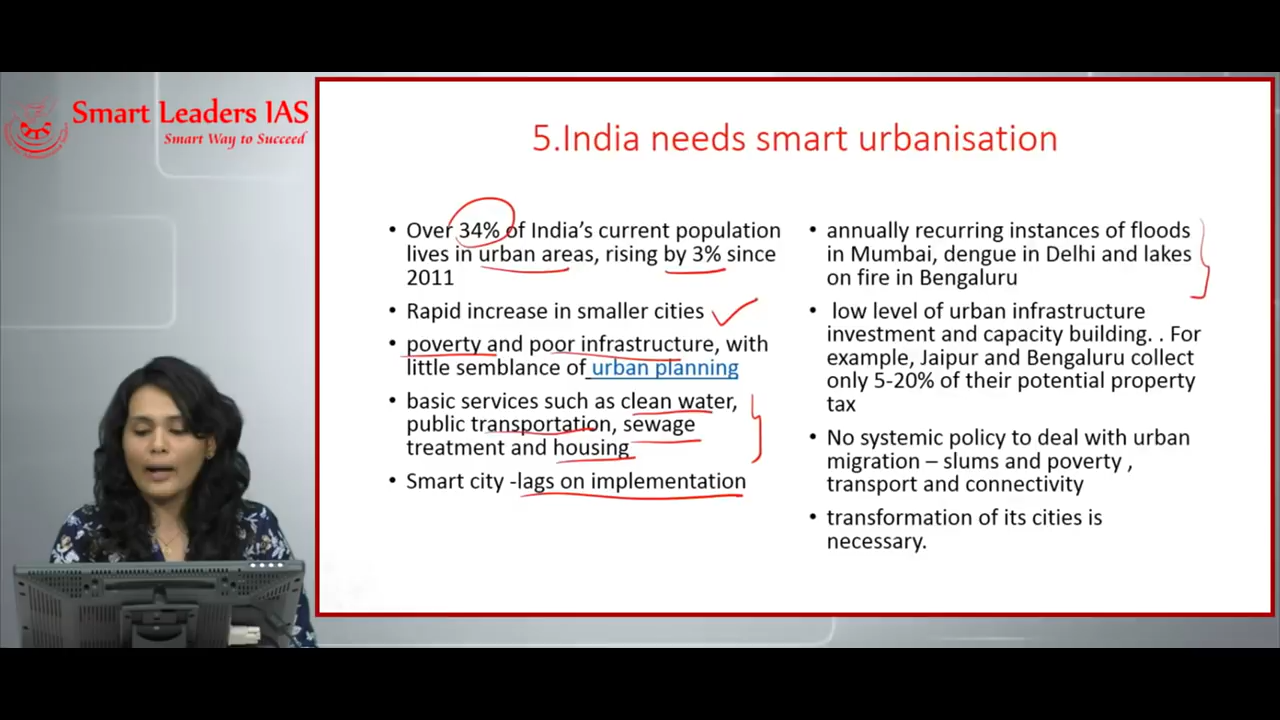 Smart Leaders IAS
Smart Way to Succeed
5.India needs smart urbanisation
• Over 34% of India's current population
lives in urban areas, rising by 3% since
2011
• Rapid increase in smaller cities
• poverty and poor infrastructure, with
little semblance of urban planning
• basic services such as clean water,
public transportation, sewage
treatment and housing
• Smart city -lags on implementation
• annually recurring instances of floods
in Mumbai, dengue in Delhi and lakes
on fire in Bengaluru
• low level of urban infrastructure
investment and capacity building. . For
example, Jaipur and Bengaluru collect
only 5-20% of their potential property
tax
• No systemic policy to deal with urban
migration – slums and poverty ,
transport and connectivity
• transformation of its cities is
necessary.